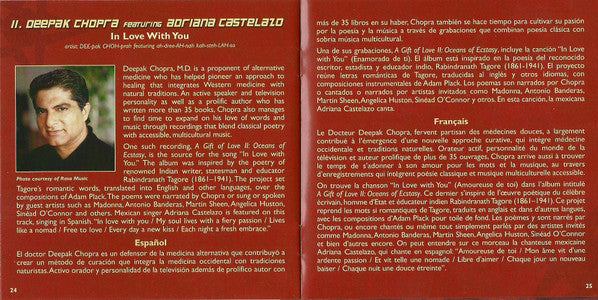 11. DEEPAK CHOPRA FEATURING ADRIANA CASTELAZO
In Love With You
artist: DEE-pak CHOH-prah featuring ah-dree-AH-nah kah-steh-LAH-so
Deepak Chopra, M.D. is a proponent of alternative
medicine who has helped pioneer an approach to
healing that integrates Western medicine with
natural traditions. An active speaker and television
personality as well as a prolific author who has
written more than 35 books, Chopra also manages
to find time to expand on his love of words and
music through recordings that blend classical poetry
with accessible, multicultural music.
One such recording, A Gift of Love II: Oceans of
Ecstasy, is the source for the song "In Love with
You." The album was inspired by the poetry of
renowned Indian writer, statesman and educator
Rabindranath Tagore (1861–1941). The project set
Photo courtesy of Rasa Music
Tagore's romantic words, translated into English and other languages, over the
compositions of Adam Plack. The poems were narrated by Chopra or sung or spoken
by guest artists such as Madonna, Antonio Banderas, Martin Sheen, Angelica Huston,
Sinéad O'Connor and others. Mexican singer Adriana Castelazo is featured on this
track, singing in Spanish. "In love with you / My soul lives with a fiery passion / Lives
like a nomad / Free to love / Every day a new kiss / Each night a fresh embrace."
Español
El doctor Deepak Chopra es un defensor de la medicina alternativa que contribuyó a
crear un método de curación que integra la medicina occidental con tradiciones
naturistas. Activo orador y personalidad de la televisión además de prolífico autor con
24
más de 35 libros en su haber, Chopra también se hace tiempo para cultivar su pasión
por la poesía y la música a través de grabaciones que combinan poesía clásica con
sobria música multicultural.
Una de sus grabaciones, A Gift of Love II: Oceans of Ecstasy, incluye la canción "In Love
with You" (Enamorado de ti). El álbum está inspirado en la poesía del reconocido
escritor, estadista y educador indio, Rabindranath Tagore (1861-1941). El proyecto
reúne letras románticas de Tagore, traducidas al inglés y otros idiomas, con
composiciones instrumentales de Adam Plack. Los poemas son narrados por Chopra
o cantados o narrados por artistas invitados como Madonna, Antonio Banderas,
Martin Sheen, Angelica Huston, Sinéad O'Connor y otros. En esta canción, la mexicana
Adriana Castelazo canta.
Français
Le Docteur Deepak Chopra, fervent partisan des médecines douces, a largement
contribué à l'émergence d'une nouvelle approche curative, qui intègre médecine
occidentale et traditions naturelles. Orateur actif, personnalité du monde de la
télévision et auteur prolifique de plus de 35 ouvrages, Chopra arrive aussi à trouver
le temps de s'adonner à son amour pour les mots et la musique, au travers
d'enregistrements qui intègrent poésie classique et musique multiculturelle accessible.
On trouve la chanson "In Love with You" (Amoureuse de toi) dans l'album intitulé
A Gift of Love II: Oceans of Ecstasy. Ce dernier s'inspire de l'œuvre poétique du célèbre
écrivain, homme d'État et éducateur indien Rabindranath Tagore (1861–1941). Ce projet
reprend les mots si romantiques de Tagore, traduits en anglais et dans d'autres langues,
avec les compositions d'Adam Plack pour toile de fond. Les poèmes y sont narrés par
Chopra, ou encore chantés ou même tout simplement parlés par des artistes invités
comme Madonna, Antonio Banderas, Martin Sheen, Angelica Huston, Sinéad O'Connor
et bien d'autres encore. On peut entendre sur ce morceau la chanteuse mexicaine
Adriana Castelazo, qui chante en espagnol: "Amoureuse de toi / Mon âme vit d'une
ardente passion / Et vit telle une nomade / Libre d'aimer / Chaque jour un nouveau
baiser / Chaque nuit une douce étreinte".
25